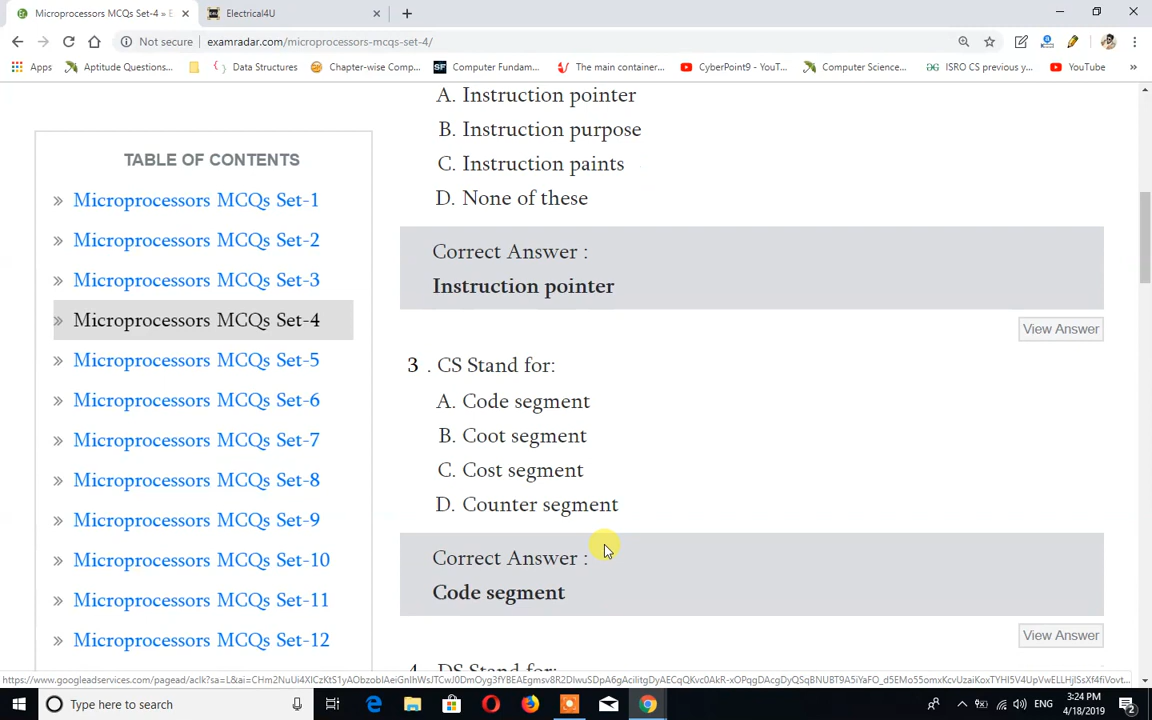 Microprocessors MCQs Set-4 » E
Electrical4U
Not secure
examradar.com/microprocessors-mcqs-set-4/
Apps
Aptitude Questions...
Data Structures
Chapter-wise Comp...
Computer Fundam...
The main container...
CyberPoint9 - YouT...
Computer Science...
ISRO CS previous y...
YouTube
TABLE OF CONTENTS
» Microprocessors MCQs Set-1
» Microprocessors MCQs Set-2
» Microprocessors MCQs Set-3
» Microprocessors MCQs Set-4
» Microprocessors MCQs Set-5
» Microprocessors MCQs Set-6
» Microprocessors MCQs Set-7
» Microprocessors MCQs Set-8
» Microprocessors MCQs Set-9
» Microprocessors MCQs Set-10
» Microprocessors MCQs Set-11
» Microprocessors MCQs Set-12
A. Instruction pointer
B. Instruction purpose
C. Instruction paints
D. None of these
Correct Answer :
Instruction pointer
View Answer
3 . CS Stand for:
A. Code segment
B. Coot segment
C. Cost segment
D. Counter segment
Correct Answer :
Code segment
View Answer
4 . DS Stand for:
Type here to search
ENG
3:24 PM
4/18/2019
2